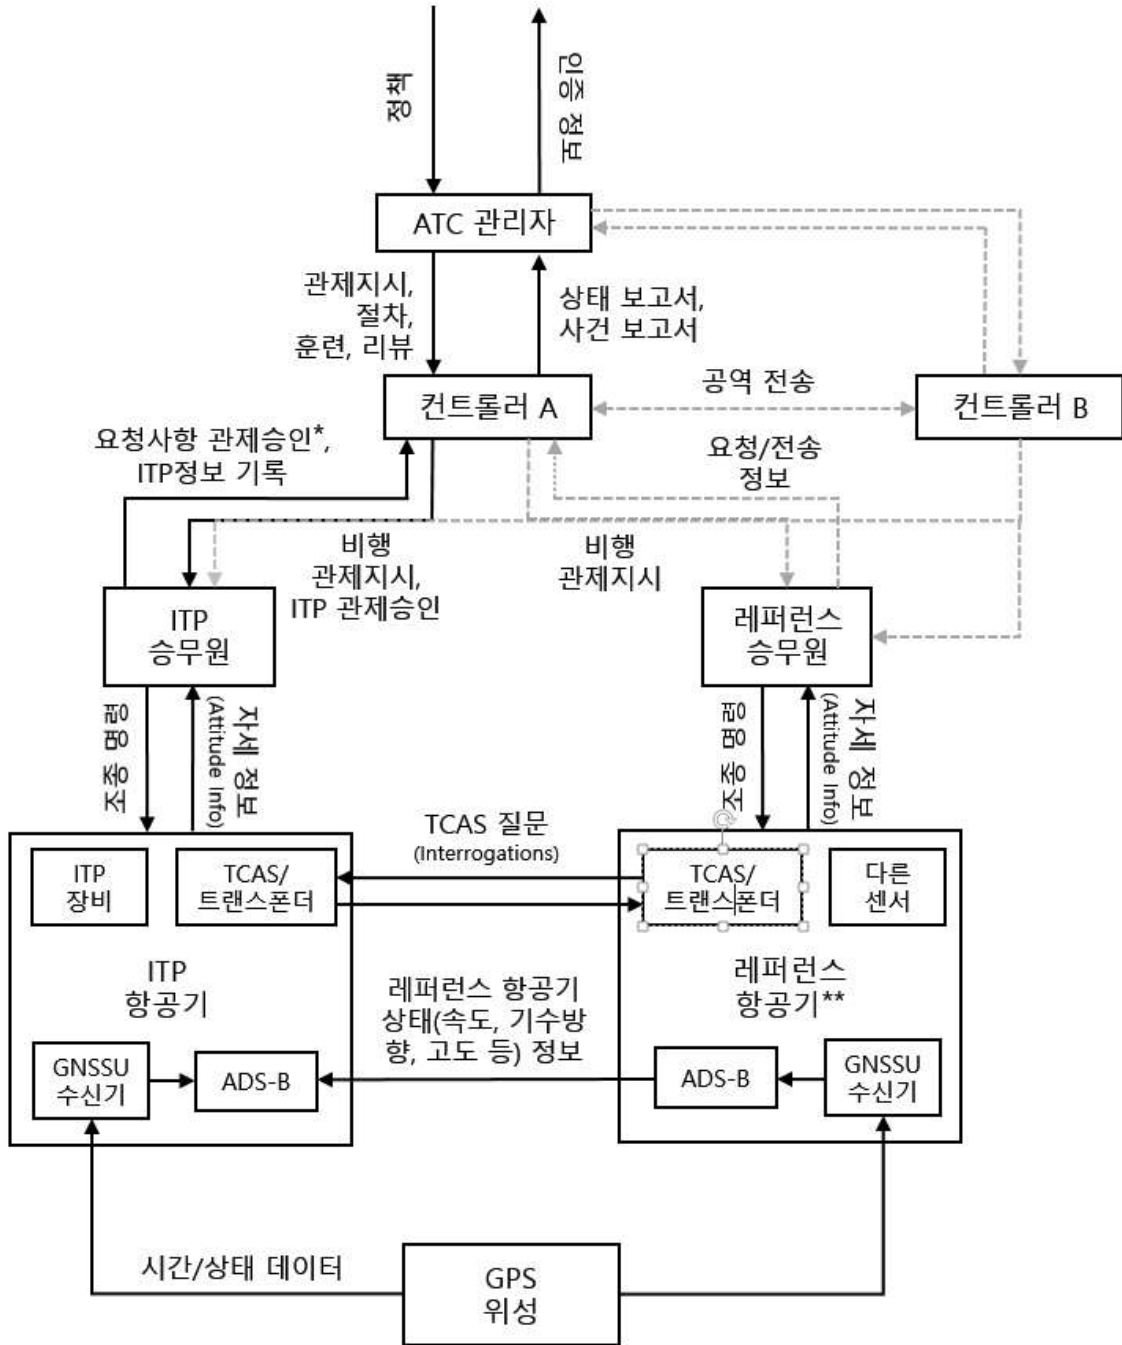 정책
인증 정보
ATC 관리자
관제지시,
절차,
훈련, 리뷰
상태 보고서,
사건 보고서
컨트롤러 A
공역 전송
컨트롤러 B
요청사항 관제승인*,
ITP정보 기록
요청/전송
정보
비행
관제지시,
ITP 관제승인
비행
관제지시
ITP
승무원
레퍼런스
승무원
조종 명령
자세 정보
(Attitude Info)
조종 명령
자세 정보
(Attitude Info)
TCAS 질문
(Interrogations)
ITP
장비
TCAS/
트랜스폰더
TCAS/
트랜스폰더
다른
센서
ITP
항공기
레퍼런스 항공기
상태(속도, 기수방
향, 고도 등) 정보
레퍼런스
항공기**
GNSSU
수신기
ADS-B
ADS-B
GNSSU
수신기
시간/상태 데이터
GPS
위성